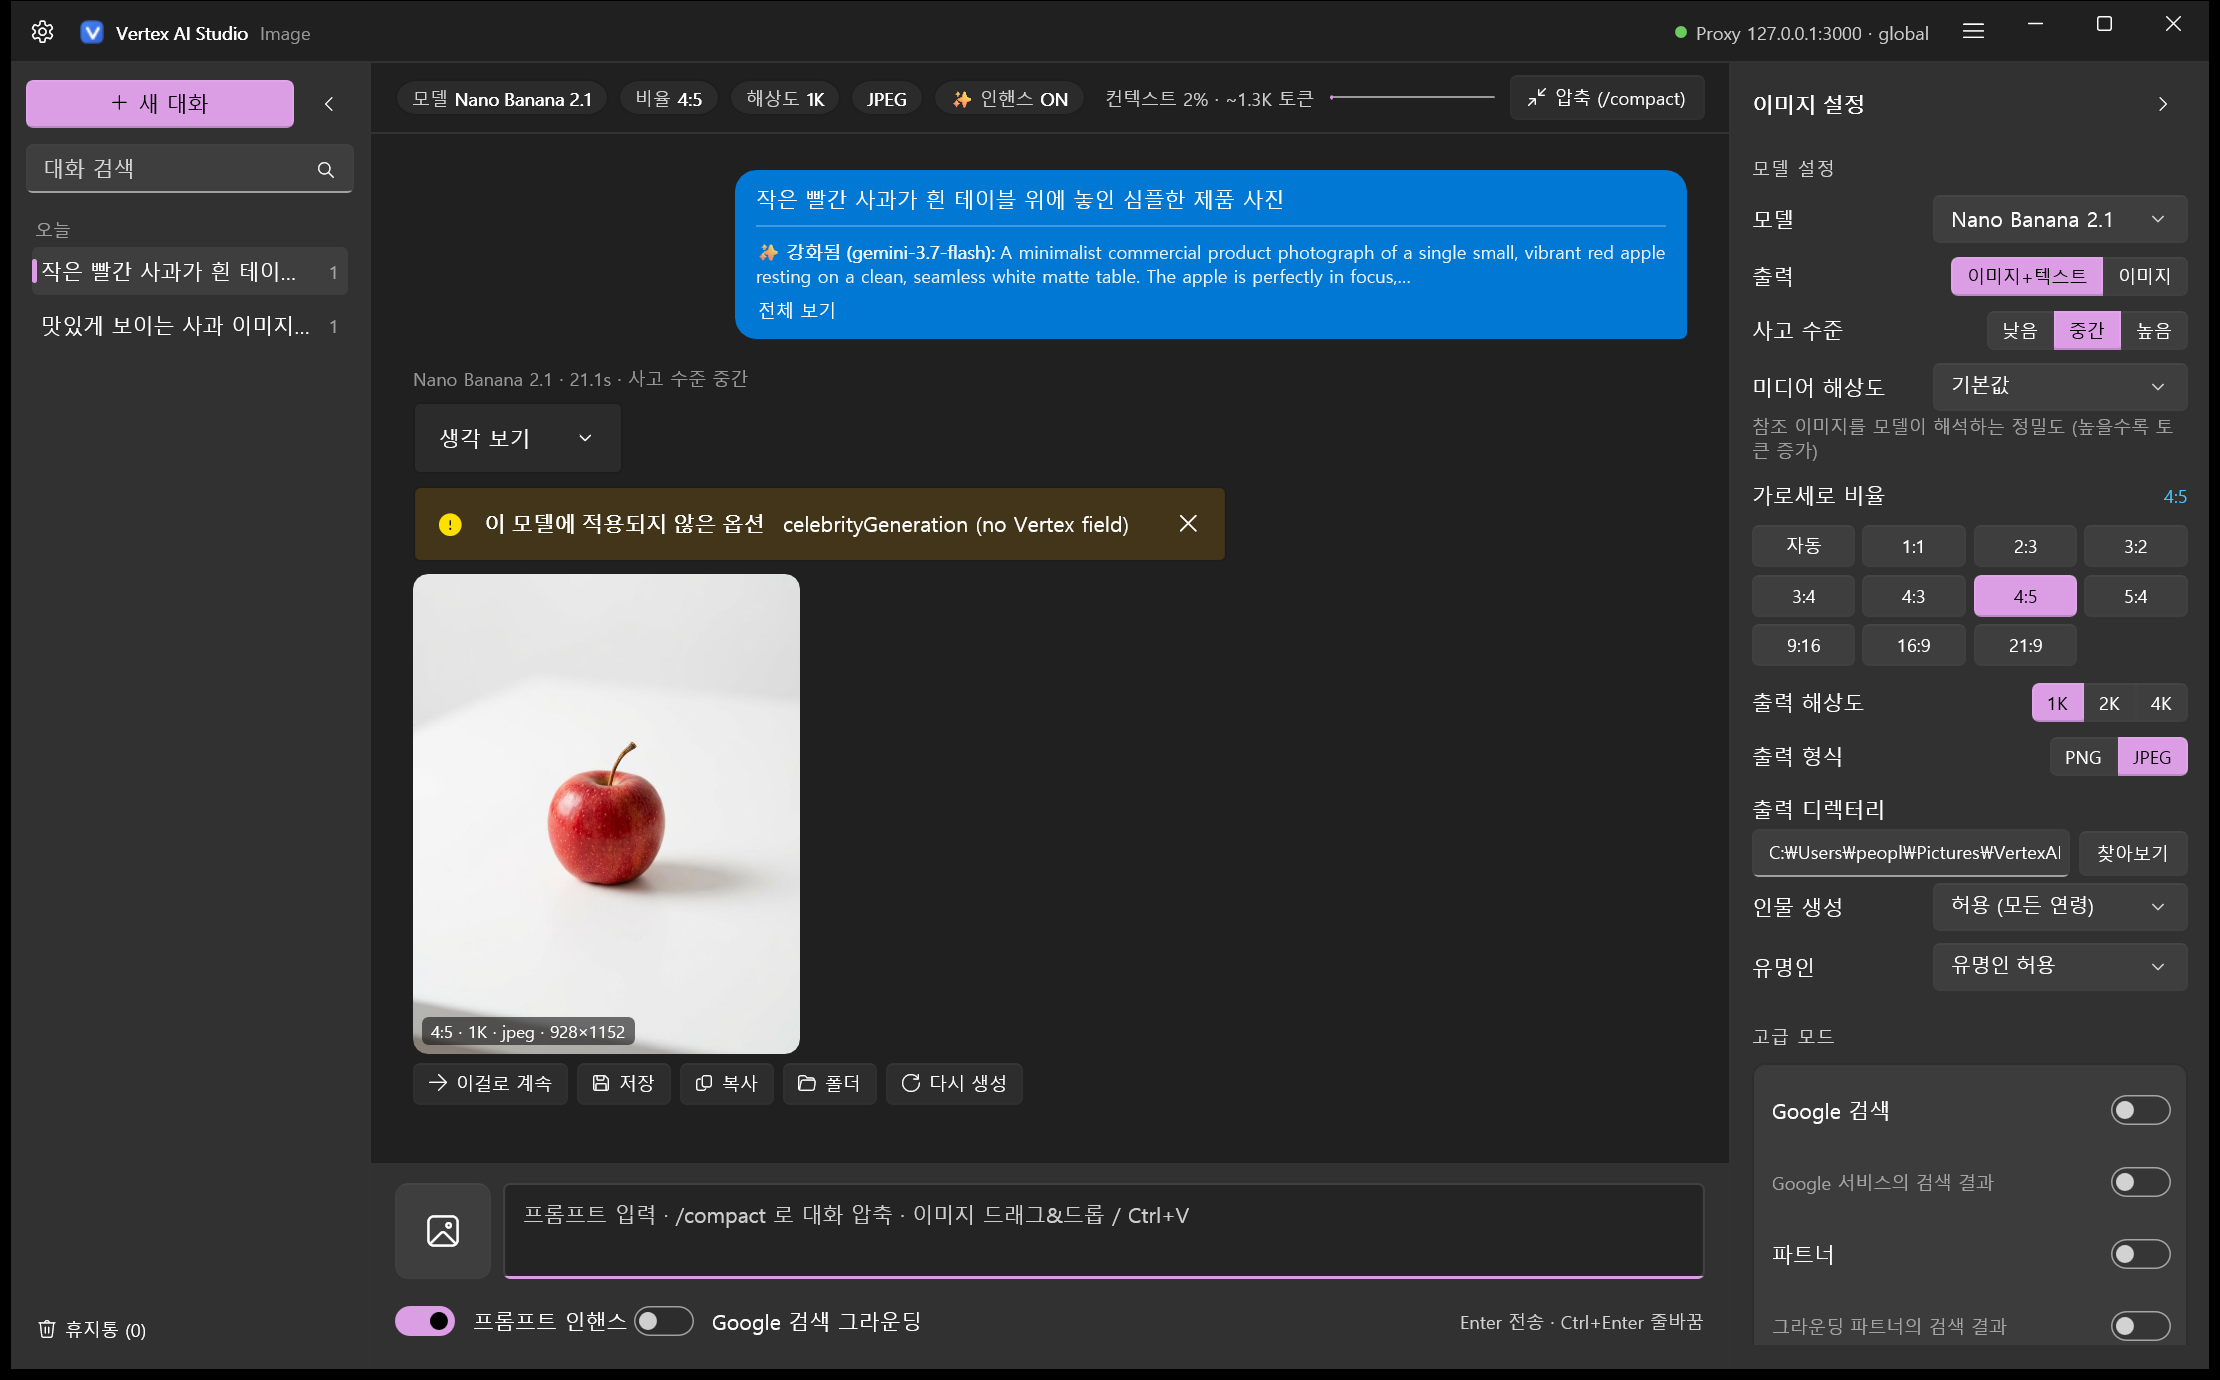 Vertex AI Studio Image
Proxy 127.0.0.1:3000 · global
+ 새 대화
대화 검색
오늘
작은 빨간 사과가 흰 테이... 1
맛있게 보이는 사과 이미지... 1
휴지통 (0)
모델 Nano Banana 2.1
비율 4:5
해상도 1K
JPEG
✨ 인핸스 ON
컨텍스트 2% · ~1.3K 토큰
압축 (/compact)
작은 빨간 사과가 흰 테이블 위에 놓인 심플한 제품 사진
✨ 강화됨 (gemini-3.7-flash): A minimalist commercial product photograph of a single small, vibrant red apple
resting on a clean, seamless white matte table. The apple is perfectly in focus,...
전체 보기
Nano Banana 2.1 · 21.1s · 사고 수준 중간
생각 보기
이 모델에 적용되지 않은 옵션 celebrityGeneration (no Vertex field)
4:5 · 1K · jpeg · 928×1152
이걸로 계속
저장
복사
폴더
다시 생성
프롬프트 입력 · /compact 로 대화 압축 · 이미지 드래그&드롭 / Ctrl+V
프롬프트 인핸스
Google 검색 그라운딩
Enter 전송 · Ctrl+Enter 줄바꿈
이미지 설정
모델 설정
모델 Nano Banana 2.1
출력 이미지+텍스트 이미지
사고 수준 낮음 중간 높음
미디어 해상도 기본값
참조 이미지를 모델이 해석하는 정밀도 (높을수록 토
큰 증가)
가로세로 비율 4:5
자동 1:1 2:3 3:2
3:4 4:3 4:5 5:4
9:16 16:9 21:9
출력 해상도 1K 2K 4K
출력 형식 PNG JPEG
출력 디렉터리
C:₩Users₩peopl₩Pictures₩VertexAI 찾아보기
인물 생성 허용 (모든 연령)
유명인 유명인 허용
고급 모드
Google 검색
Google 서비스의 검색 결과
파트너
그라운딩 파트너의 검색 결과